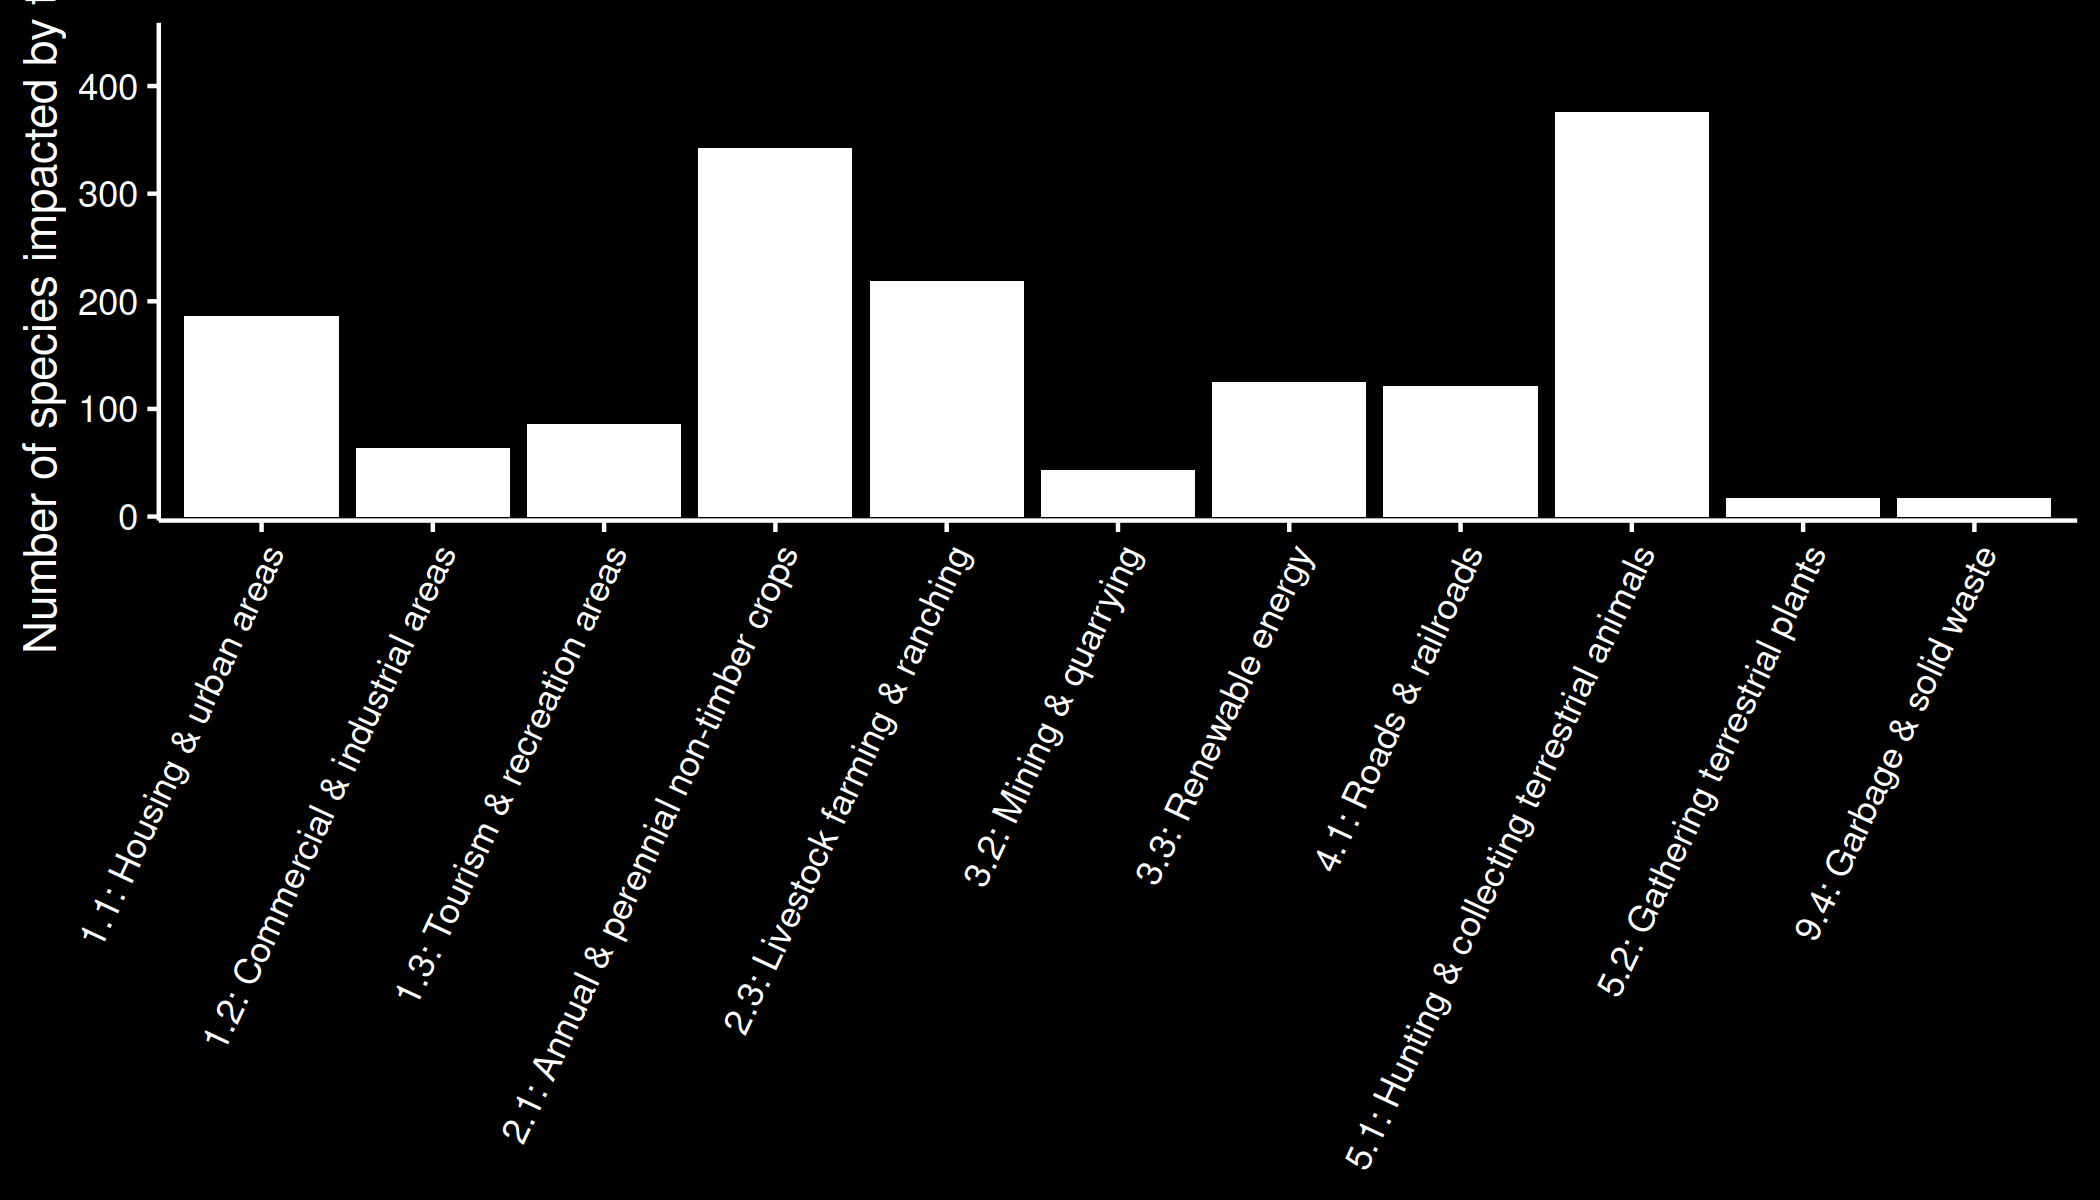 Number of species impacted by
400
300
200
100
0
1.1: Housing & urban areas
1.2: Commercial & industrial areas
1.3: Tourism & recreation areas
2.1: Annual & perennial non-timber crops
2.3: Livestock farming & ranching
3.2: Mining & quarrying
3.3: Renewable energy
4.1: Roads & railroads
5.1: Hunting & collecting terrestrial animals
5.2: Gathering terrestrial plants
9.4: Garbage & solid waste